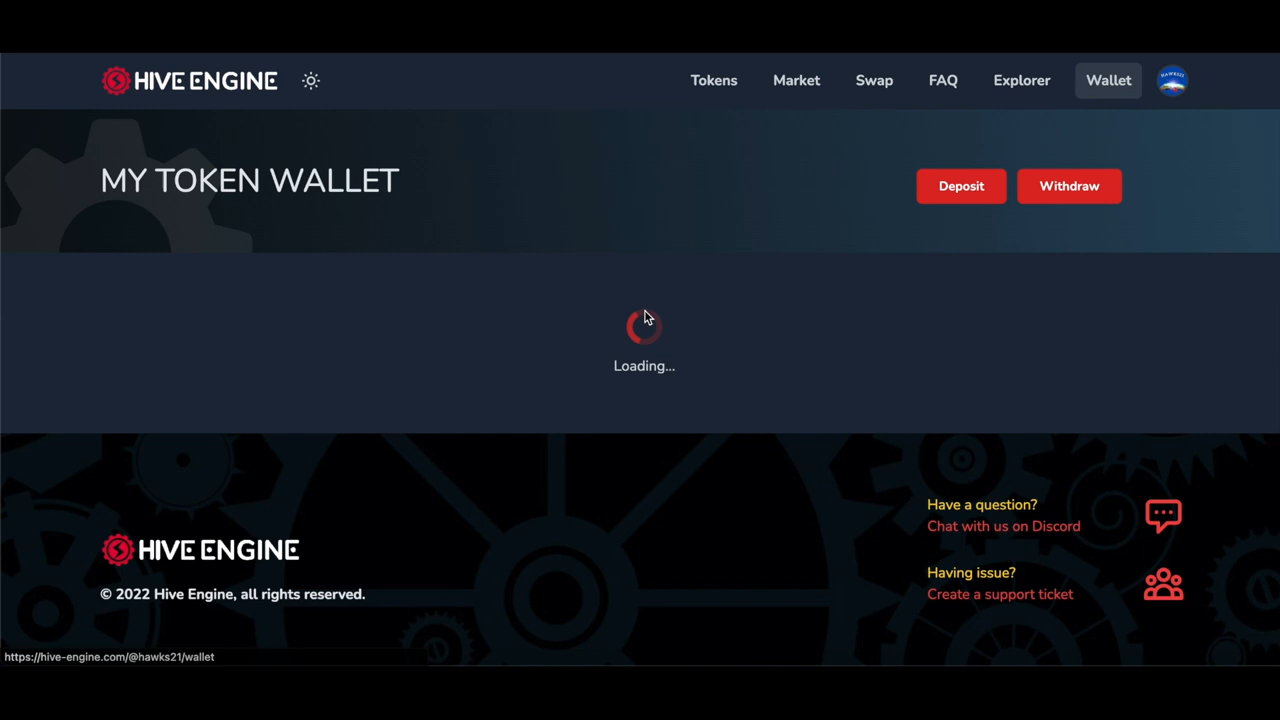 HIVE ENGINE
Tokens Market Swap FAQ Explorer Wallet
HAWKS21
MY TOKEN WALLET
Deposit Withdraw
Loading...
Have a question?
Chat with us on Discord
HIVE ENGINE
Having issue?
Create a support ticket
© 2022 Hive Engine, all rights reserved.
https://hive-engine.com/@hawks21/wallet